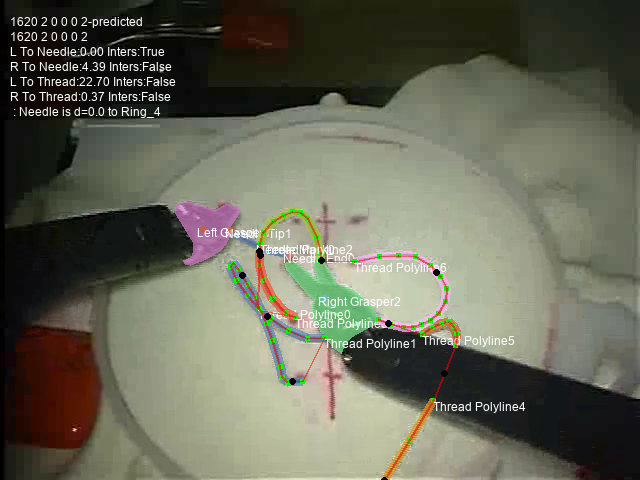 1620 2 0 0 0 2-predicted
1620 2 0 0 0 2
L To Needle:0.00 Inters:True
R To Needle:4.39 Inters:False
L To Thread:22.70 Inters:False
R To Thread:0.37 Inters:False
: Needle is d=0.0 to Ring_4
Left Grasper
Tip1
Thread Polyline6
Right Grasper2
Thread Polyline
Thread Polyline1
Thread Polyline5
Thread Polyline4